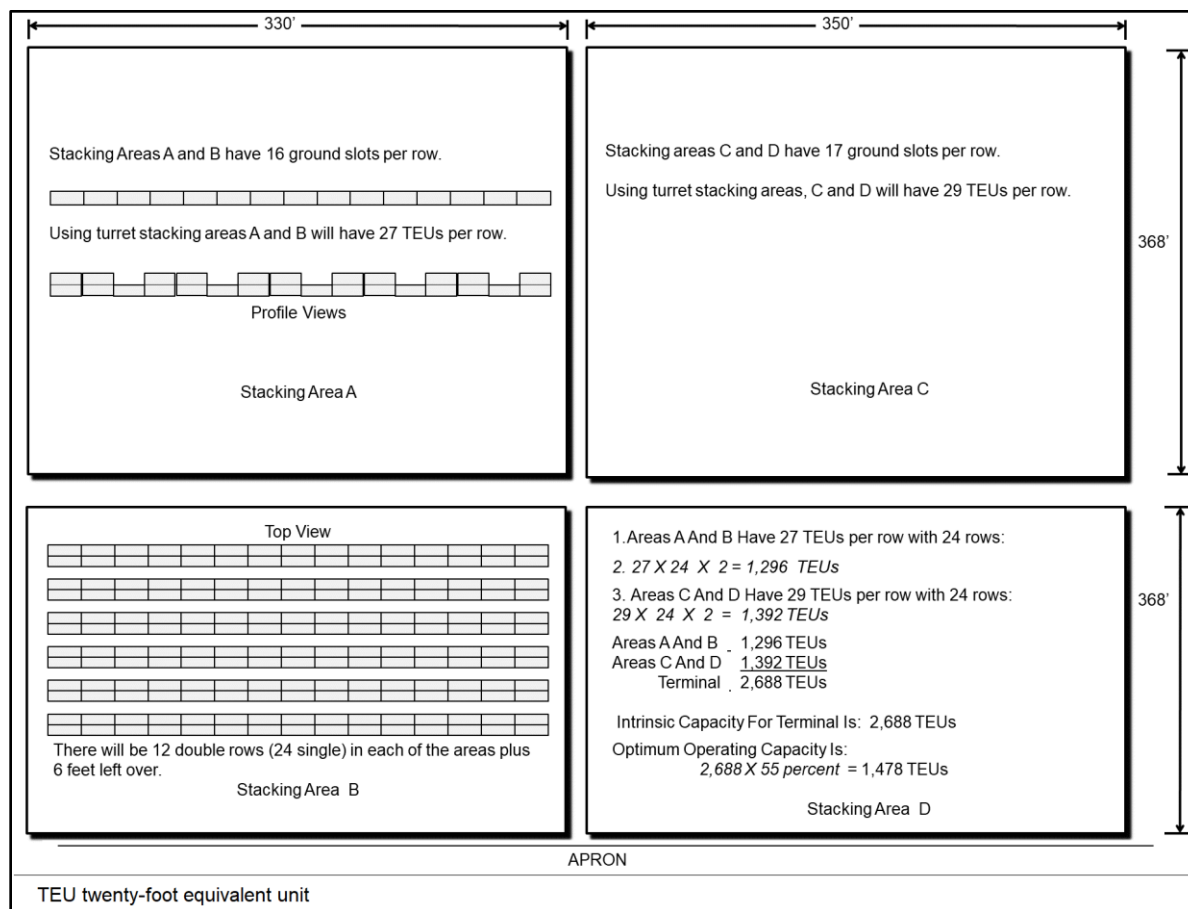 330’
350’
Stacking Areas A and B have 16 ground slots per row.
Using turret stacking areas A and B will have 27 TEUs per row.
Profile Views
Stacking Area A
Stacking areas C and D have 17 ground slots per row.
Using turret stacking areas, C and D will have 29 TEUs per row.
Stacking Area C
368’
Top View
There will be 12 double rows (24 single) in each of the areas plus
6 feet left over.
Stacking Area B
1.Areas A And B Have 27 TEUs per row with 24 rows:
2. 27 X 24 X 2 = 1,296 TEUs
3. Areas C And D Have 29 TEUs per row with 24 rows:
29 X 24 X 2 = 1,392 TEUs
Areas A And B - 1,296 TEUs
Areas C And D 1,392 TEUs
Terminal . 2,688 TEUs
Intrinsic Capacity For Terminal Is: 2,688 TEUs
Optimum Operating Capacity Is:
2,688 X 55 percent = 1,478 TEUs
Stacking Area D
368’
APRON
TEU twenty-foot equivalent unit